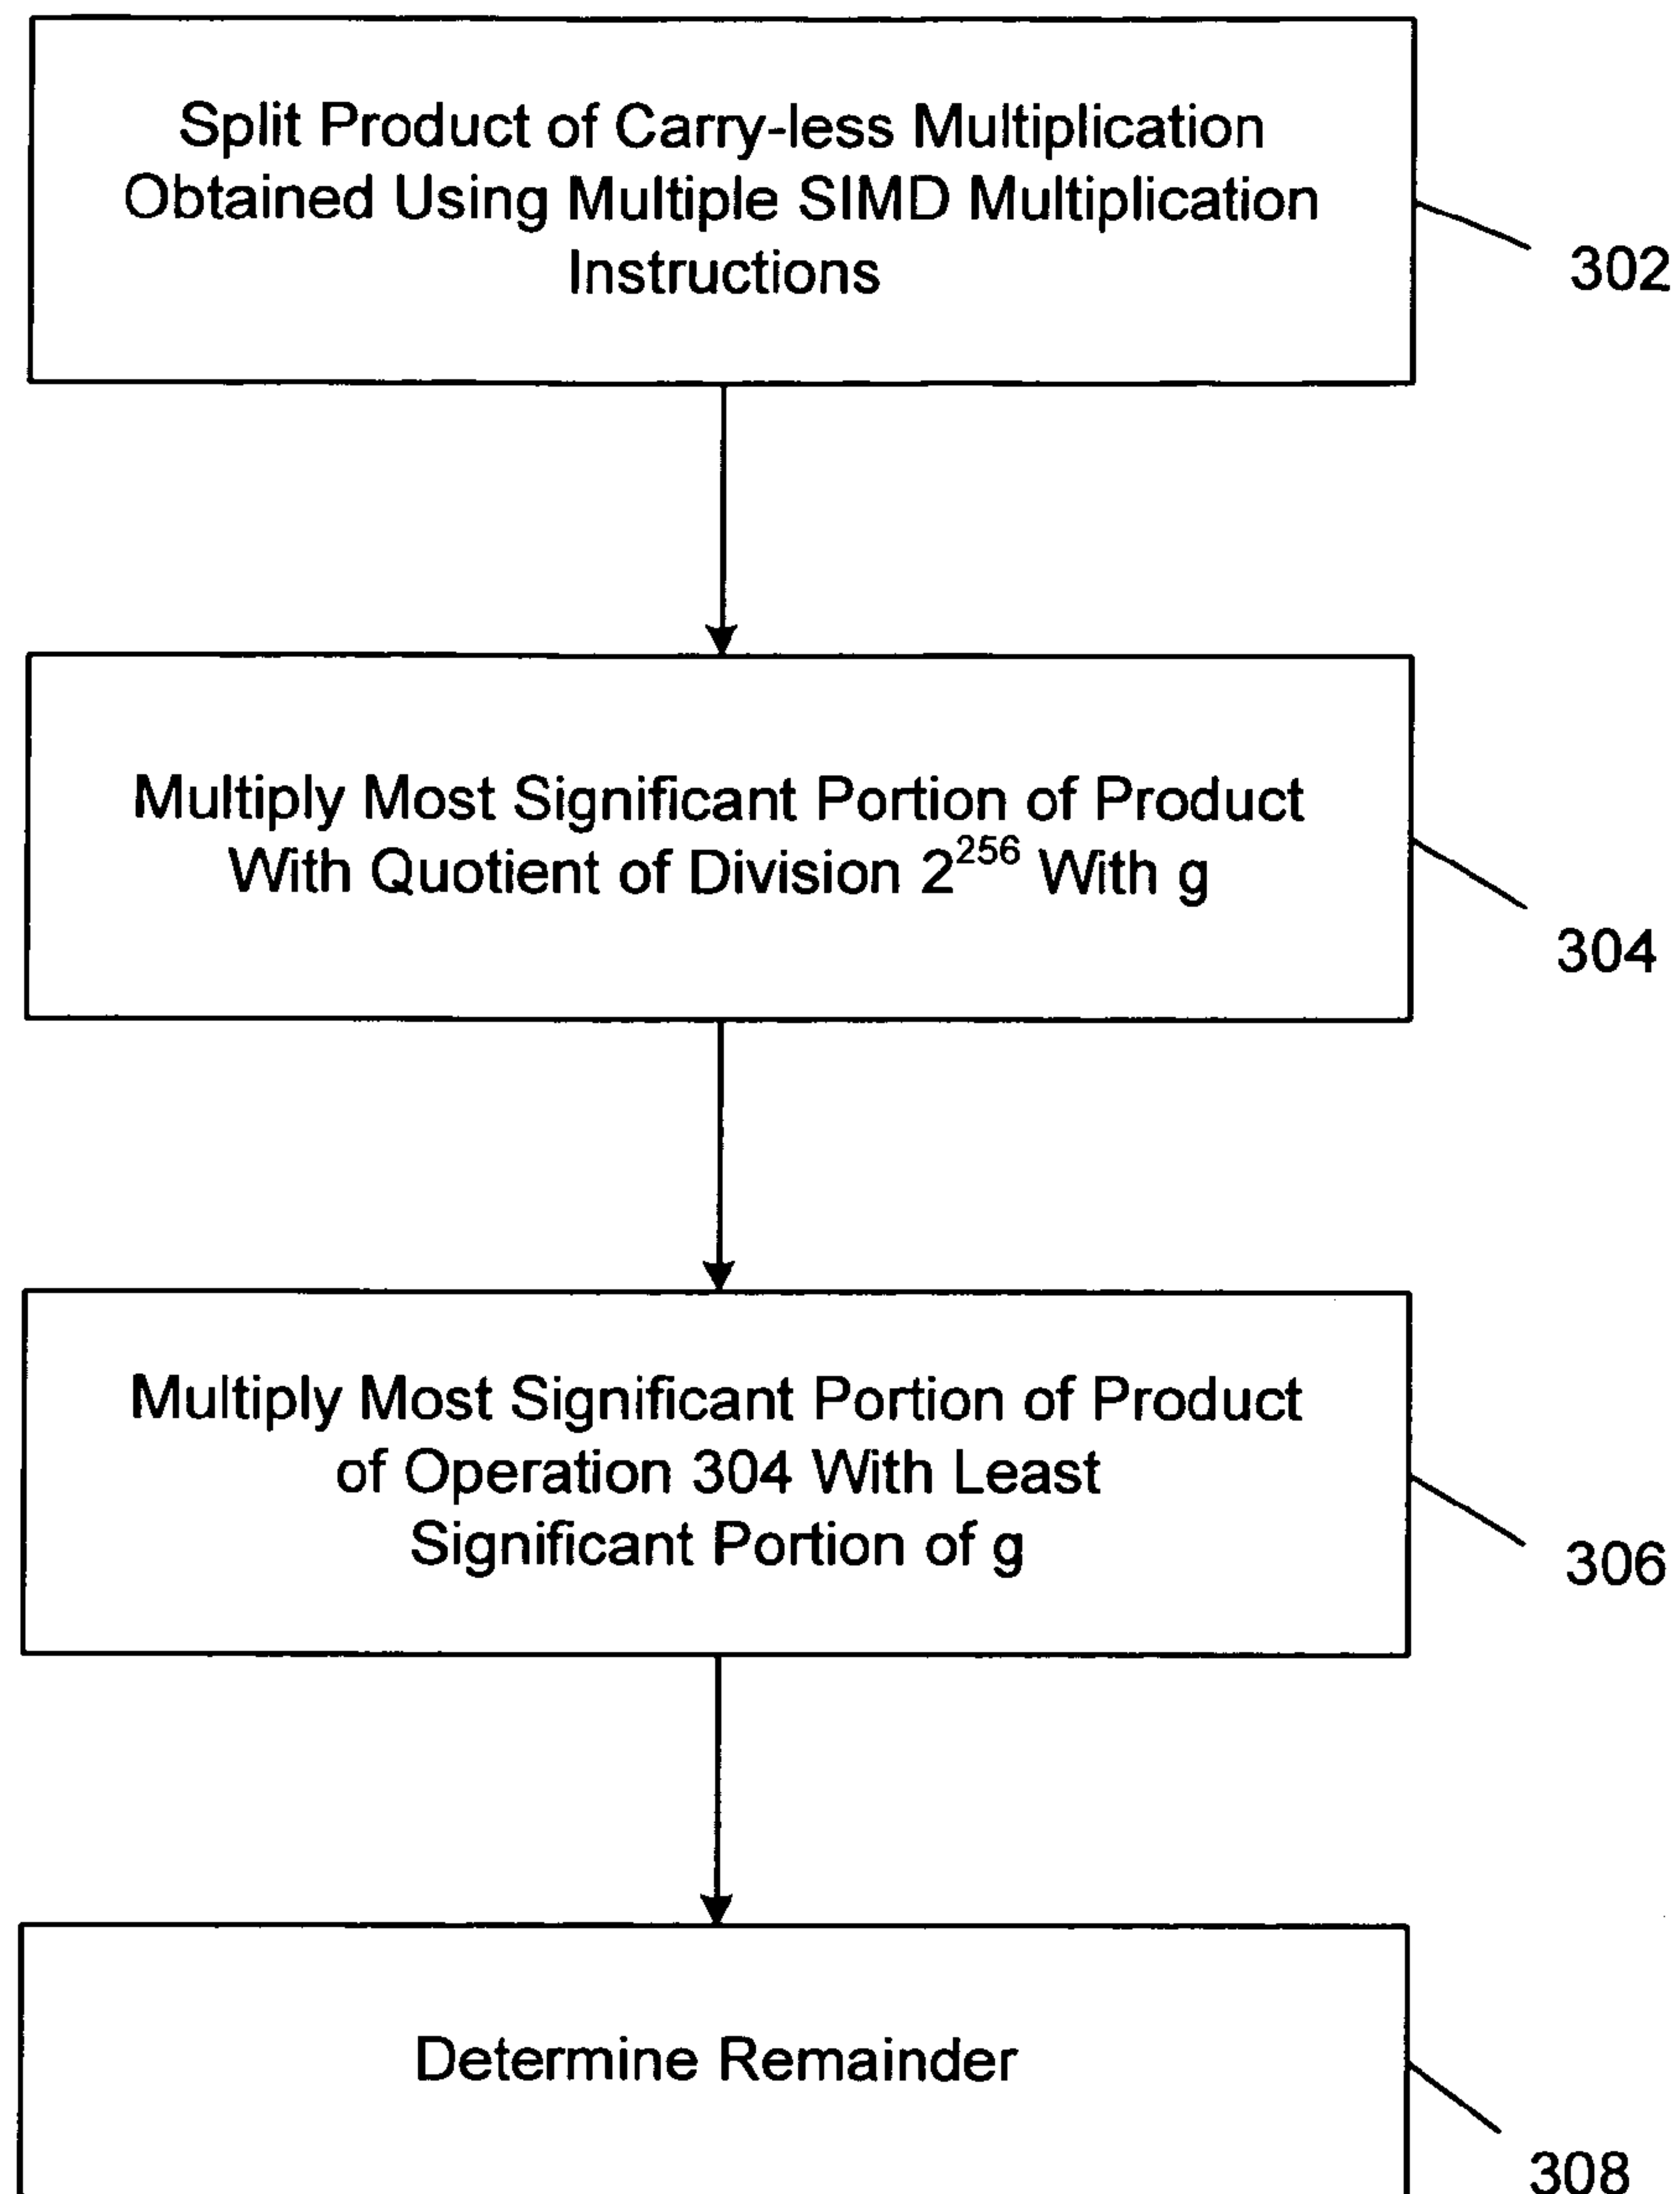 Split Product of Carry-less Multiplication
Obtained Using Multiple SIMD Multiplication
Instructions
302
Multiply Most Significant Portion of Product
With Quotient of Division 2^256 With g
304
Multiply Most Significant Portion of Product
of Operation 304 With Least
Significant Portion of g
306
Determine Remainder
308